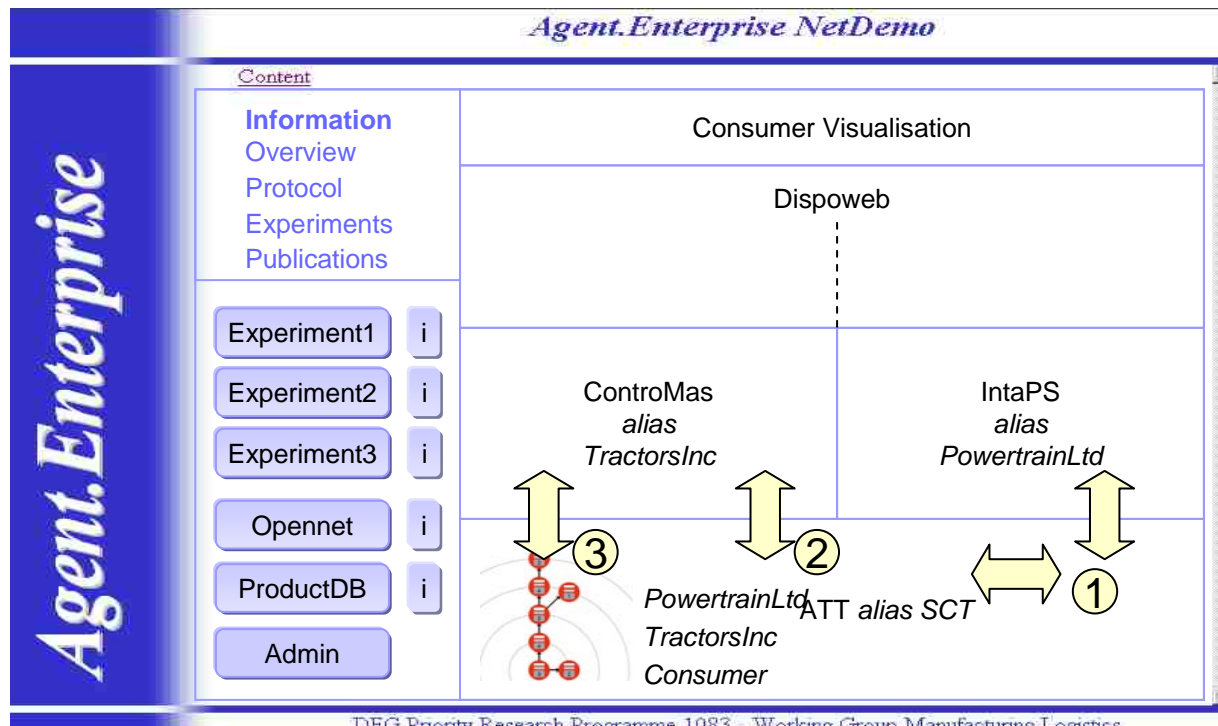 Agent.Enterprise NetDemo
Agent.Enterprise
Content
Information
Overview
Protocol
Experiments
Publications
Experiment1 i
Experiment2 i
Experiment3 i
Opennet i
ProductDB i
Admin
Consumer Visualisation
Dispoweb
ControMas
alias
TractorsInc
IntaPS
alias
PowertrainLtd
3
2
1
PowertrainLtd
ATT alias SCT
TractorsInc
Consumer
DFG Priority Research Programme 1083 - Working Group Manufacturing Logistics